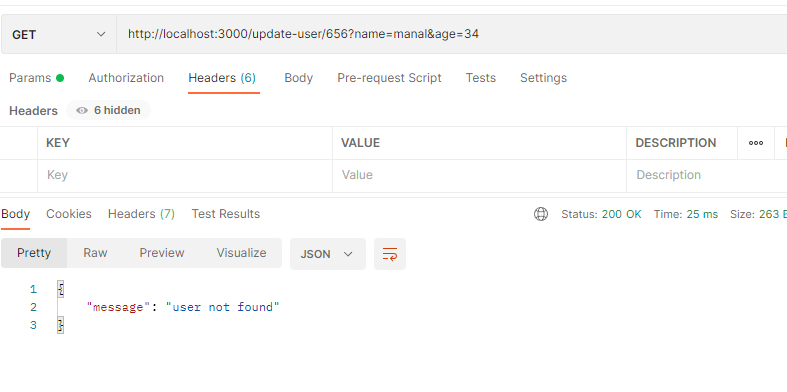 GET http://localhost:3000/update-user/656?name=manal&age=34
Params Authorization Headers (6) Body Pre-request Script Tests Settings
Headers 6 hidden
KEY VALUE DESCRIPTION
Key Value Description
Body Cookies Headers (7) Test Results Status: 200 OK Time: 25 ms Size: 263
Pretty Raw Preview Visualize JSON
1 {
2 "message": "user not found"
3 }